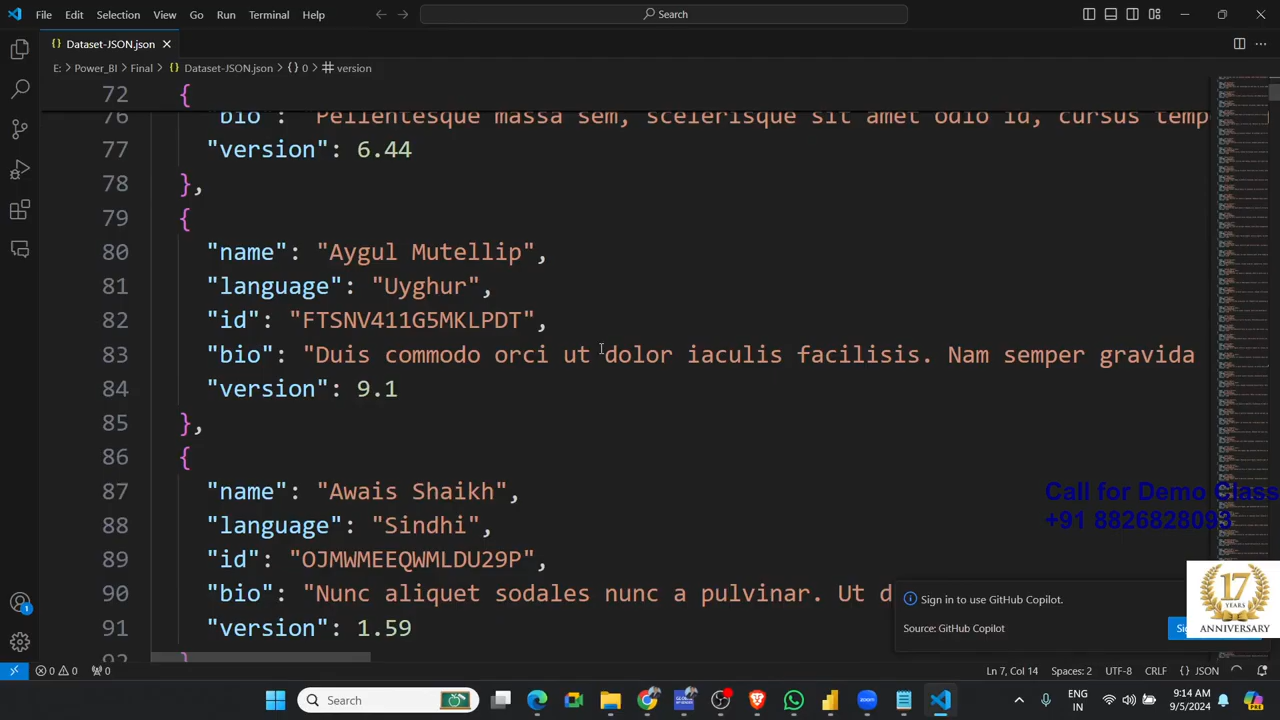 File Edit Selection View Go Run Terminal Help
Search
Dataset-JSON.json
E: > Power_BI > Final > {} Dataset-JSON.json > {} 0 > # version
72 {
76 "bio": "Pellentesque massa sem, scelerisque sit amet odio id, cursus temp
77 "version": 6.44
78 },
79 {
80 "name": "Aygul Mutellip",
81 "language": "Uyghur",
82 "id": "FTSNV411G5MKLPDT",
83 "bio": "Duis commodo orci ut dolor iaculis facilisis. Nam semper gravida
84 "version": 9.1
85 },
86 {
87 "name": "Awais Shaikh",
88 "language": "Sindhi",
89 "id": "OJMWMEEQWMLDU29P",
90 "bio": "Nunc aliquet sodales nunc a pulvinar. Ut d
91 "version": 1.59
92 }
Call for Demo Class
+91 8826828093
Sign in to use GitHub Copilot.
Source: GitHub Copilot
17
YEARS
ANNIVERSARY
0 0 0
Ln 7, Col 14 Spaces: 2 UTF-8 CRLF {} JSON
Search
ENG
IN
9:14 AM
9/5/2024